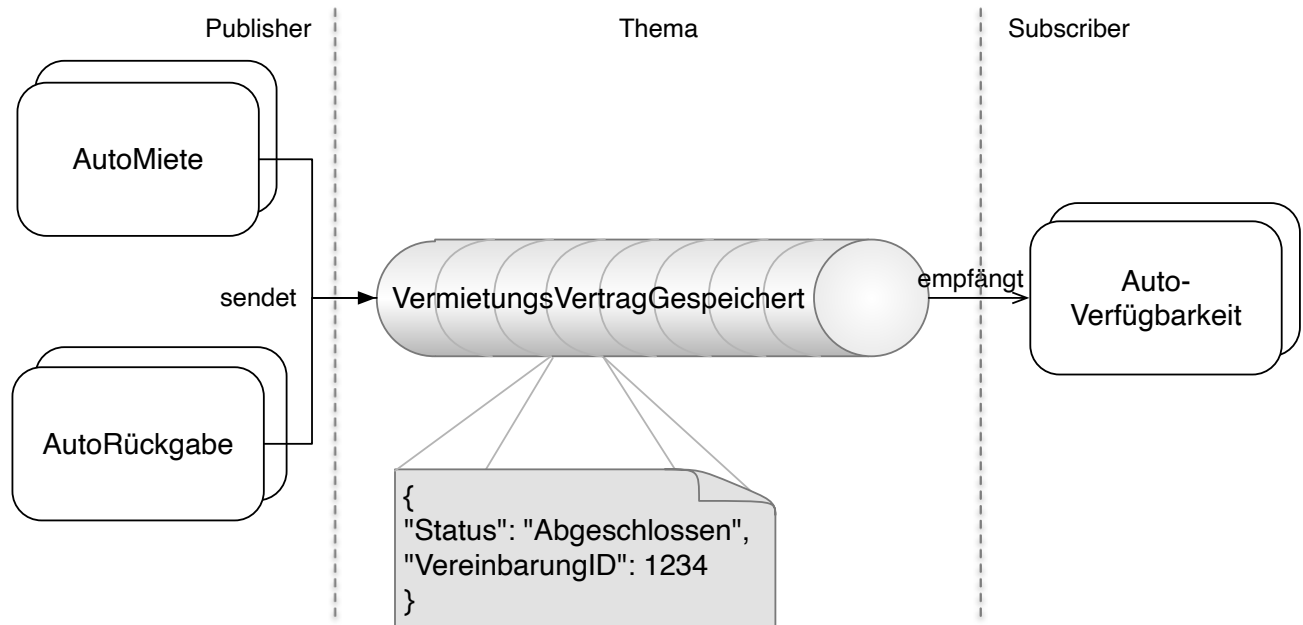 Publisher
Thema
Subscriber
AutoMiete
sendet
AutoRückgabe
VermietungsVertragGespeichert
empfängt
Auto-
Verfügbarkeit
{
"Status": "Abgeschlossen",
"VereinbarungID": 1234
}